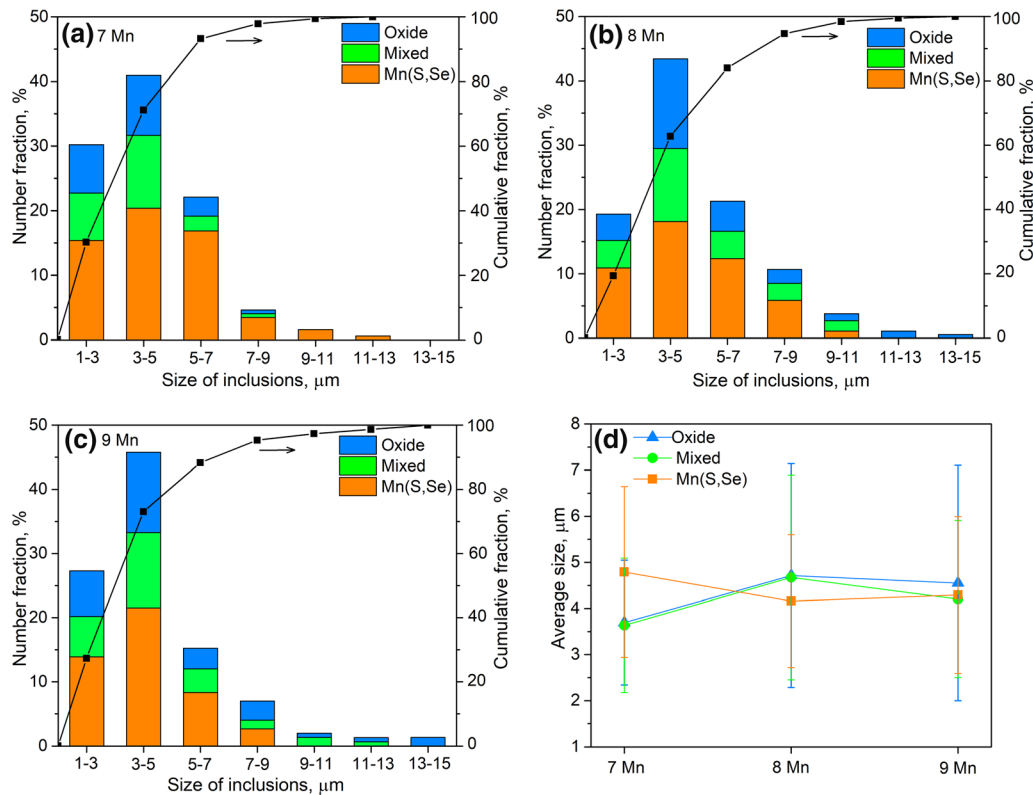 (a) 7 Mn
Oxide
Mixed
Mn(S,Se)
Number fraction, %
50
40
30
20
10
0
Cumulative fraction, %
100
80
60
40
20
0
1-3 3-5 5-7 7-9 9-11 11-13 13-15
Size of inclusions, μm
(b) 8 Mn
Oxide
Mixed
Mn(S,Se)
Number fraction, %
50
40
30
20
10
0
Cumulative fraction, %
100
80
60
40
20
0
1-3 3-5 5-7 7-9 9-11 11-13 13-15
Size of inclusions, μm
(c) 9 Mn
Oxide
Mixed
Mn(S,Se)
Number fraction, %
50
40
30
20
10
0
Cumulative fraction, %
100
80
60
40
20
0
1-3 3-5 5-7 7-9 9-11 11-13 13-15
Size of inclusions, μm
(d)
Oxide
Mixed
Mn(S,Se)
Average size, μm
8
7
6
5
4
3
2
1
7 Mn 8 Mn 9 Mn